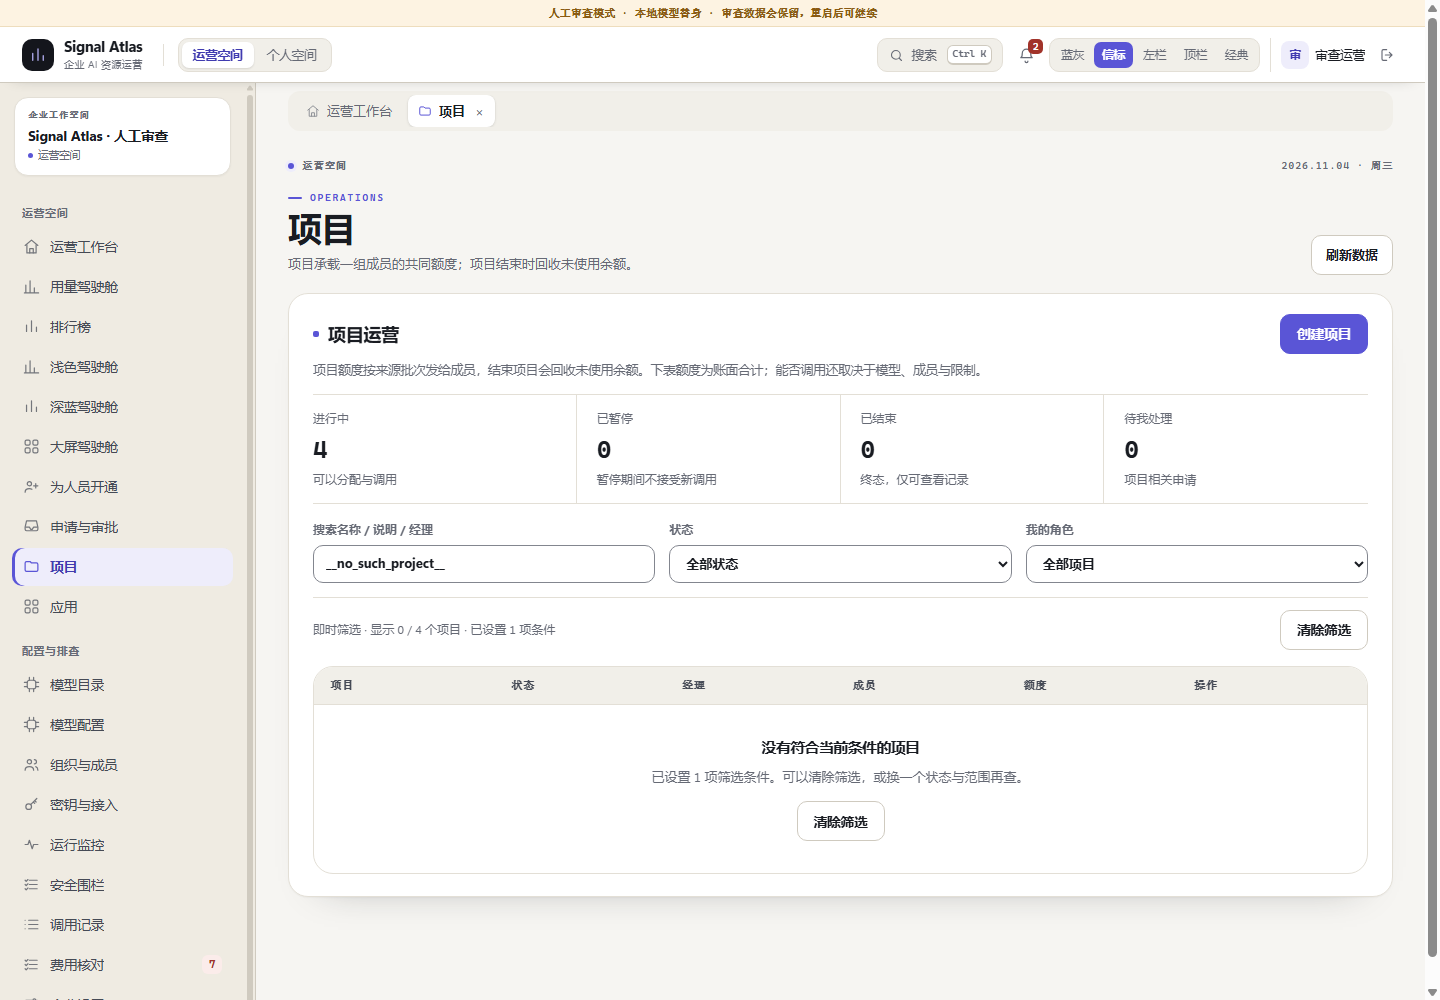 人工审查模式 · 本地模型替身 · 审查数据会保留，重启后可继续
Signal Atlas
企业 AI 资源运营
运营空间
个人空间
搜索
Ctrl K
2
蓝灰
信标
左栏
顶栏
经典
审
审查运营
企业工作空间
Signal Atlas · 人工审查
运营空间
运营空间
运营工作台
用量驾驶舱
排行榜
浅色驾驶舱
深蓝驾驶舱
大屏驾驶舱
为人员开通
申请与审批
项目
应用
配置与排查
模型目录
模型配置
组织与成员
密钥与接入
运行监控
安全围栏
调用记录
费用核对
7
运营工作台
项目
×
运营空间
2026.11.04 · 周三
OPERATIONS
项目
项目承载一组成员的共同额度；项目结束时回收未使用余额。
刷新数据
项目运营
创建项目
项目额度按来源批次发给成员，结束项目会回收未使用余额。下表额度为账面合计；能否调用还取决于模型、成员与限制。
进行中
4
可以分配与调用
已暂停
0
暂停期间不接受新调用
已结束
0
终态，仅可查看记录
待我处理
0
项目相关申请
搜索名称 / 说明 / 经理
__no_such_project__
状态
全部状态
我的角色
全部项目
即时筛选 · 显示 0 / 4 个项目 · 已设置 1 项条件
清除筛选
项目
状态
经理
成员
额度
操作
没有符合当前条件的项目
已设置 1 项筛选条件。可以清除筛选，或换一个状态与范围再查。
清除筛选